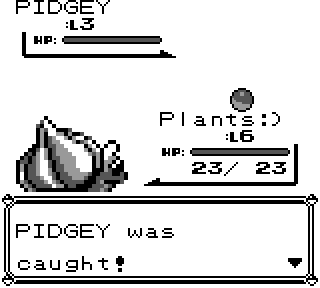 PIDGEY
:L3
HP:
Plants:)
:L6
HP:
23/ 23
PIDGEY was
caught!